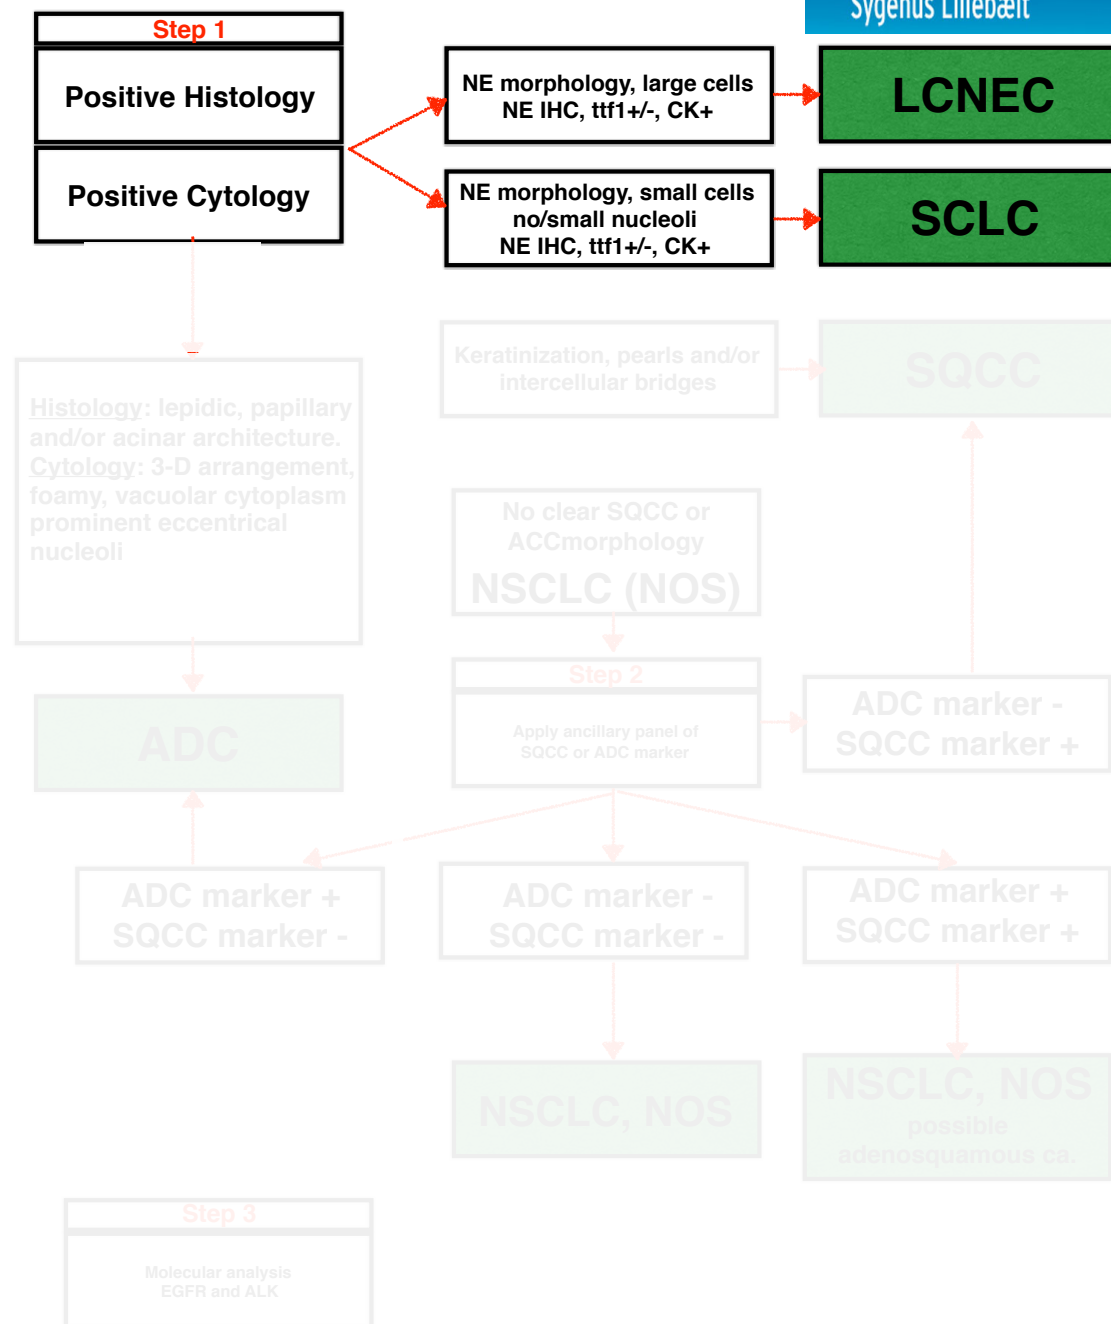 Sygehus Lillebælt
Step 1
Positive Histology
Positive Cytology
NE morphology, large cells
NE IHC, ttf1+/-, CK+
LCNEC
NE morphology, small cells
no/small nucleoli
NE IHC, ttf1+/-, CK+
SCLC
Keratinization, pearls and/or
intercellular bridges
SQCC
Histology: lepidic, papillary
and/or acinar architecture.
Cytology: 3-D arrangement,
foamy, vacuolar cytoplasm
prominent eccentrical
nucleoli
No clear SQCC or
ACCmorphology
NSCLC (NOS)
Step 2
Apply ancillary panel of
SQCC or ADC marker
ADC marker -
SQCC marker +
ADC
ADC marker +
SQCC marker -
ADC marker -
SQCC marker -
ADC marker +
SQCC marker +
NSCLC, NOS
NSCLC, NOS
possible
adenosquamous ca.
Step 3
Molecular analysis
EGFR and ALK